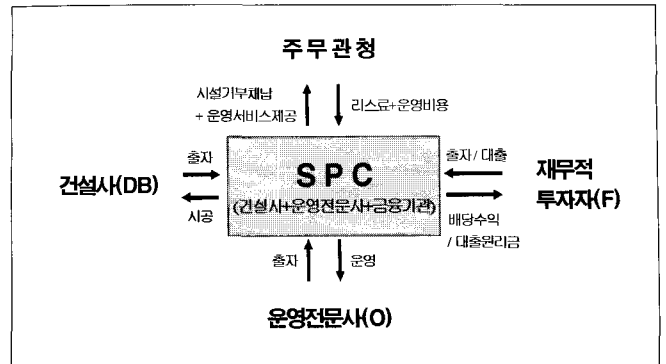 주무관청
시설기부채납
+ 운영서비스제공
리스료+운영비용
건설사(DB)
출자
시공
SPC
(건설사+운영전문사+금융기관)
출자/대출
배당수익
/ 대출원리금
재무적
투자자(F)
출자
운영
운영전문사(O)